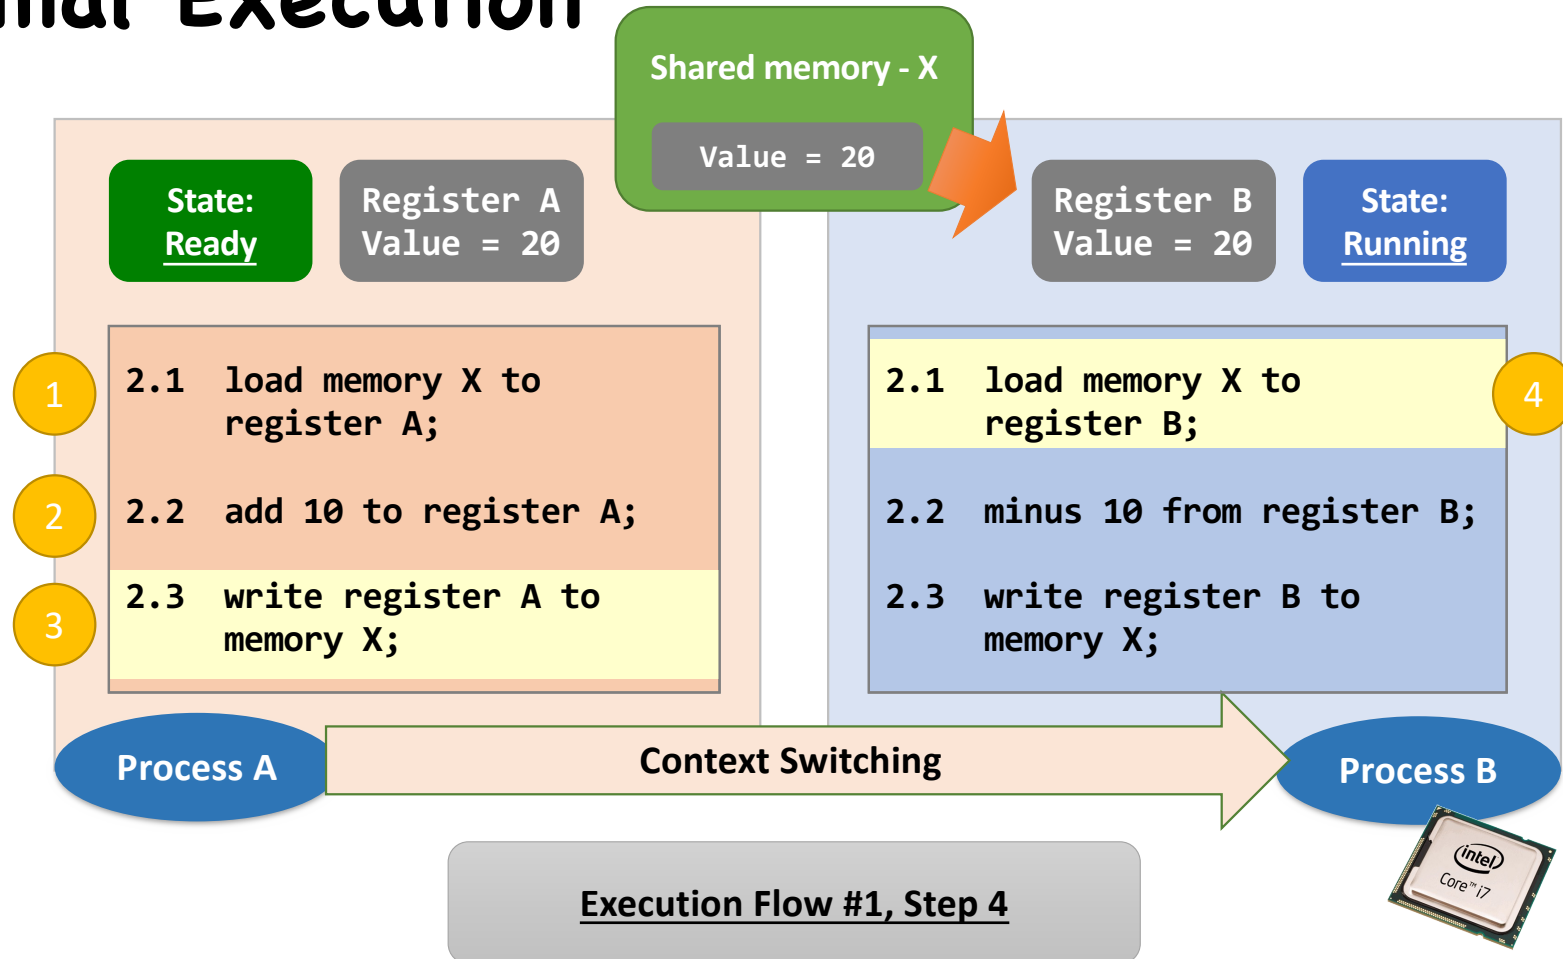 Execution
Shared memory - X
Value = 20
State:
Ready
Register A
Value = 20
Register B
Value = 20
State:
Running
1
2.1 load memory X to
register A;
2
2.2 add 10 to register A;
3
2.3 write register A to
memory X;
2.1 load memory X to
register B;
4
2.2 minus 10 from register B;
2.3 write register B to
memory X;
Process A
Context Switching
Process B
Execution Flow #1, Step 4
intel
Core™ i7